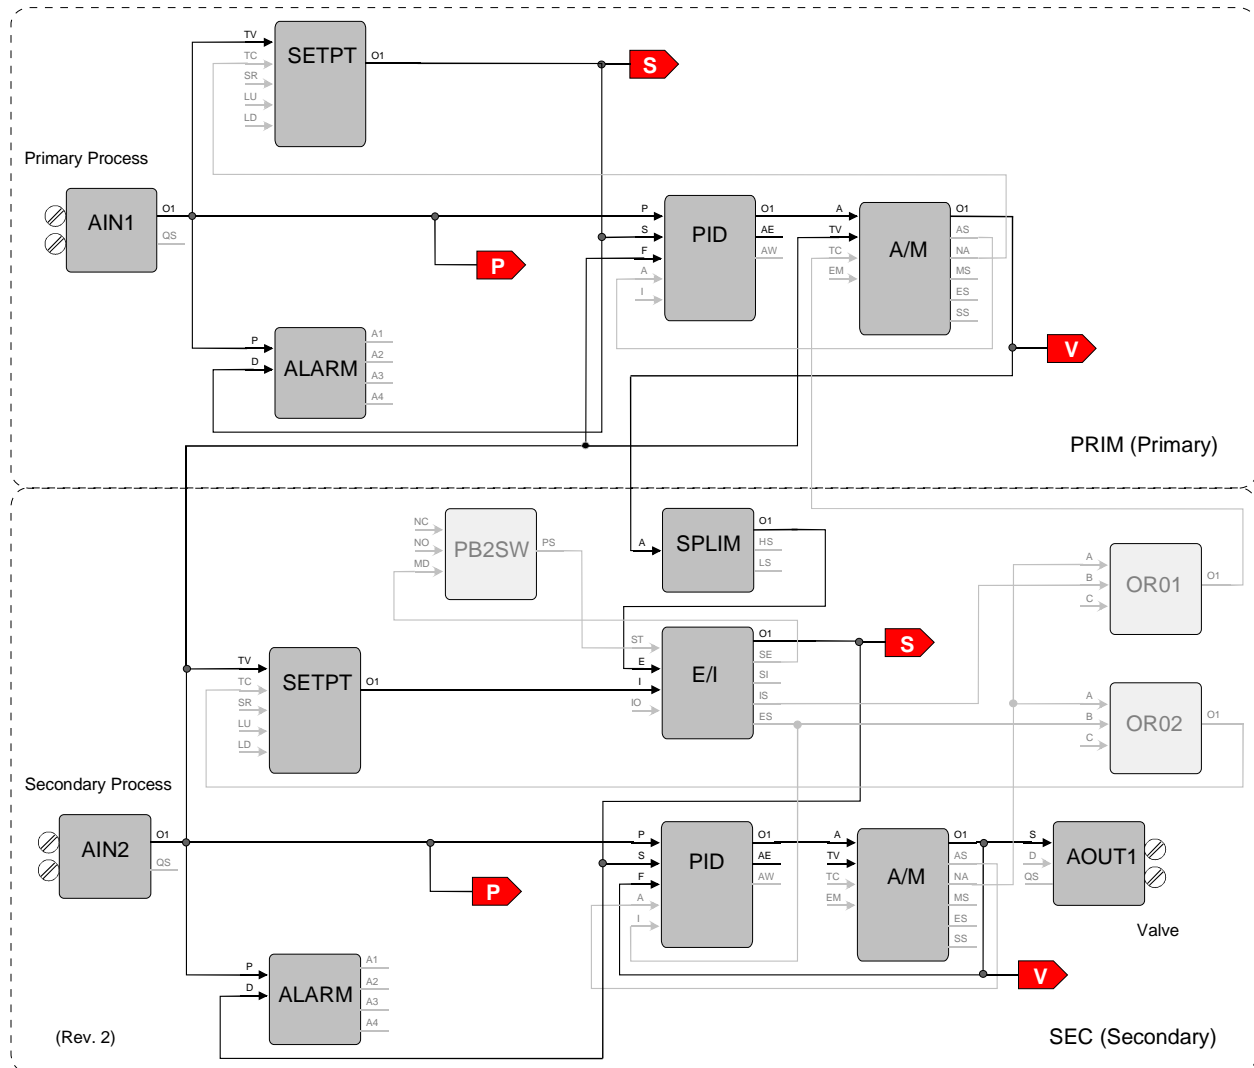 TV
TC
SR
LU
LD
SETPT
O1
S
Primary Process
AIN1
O1
QS
P
P
S
F
A
I
PID
O1
AE
AW
A
TV
TC
EM
A/M
O1
AS
NA
MS
ES
SS
V
P
D
ALARM
A1
A2
A3
A4
PRIM (Primary)
NC
NO
MD
PB2SW
PS
A
SPLIM
O1
HS
LS
A
B
C
OR01
O1
TV
TC
SR
LU
LD
SETPT
O1
ST
E
I
IO
E/I
O1
SE
SI
IS
ES
S
A
B
C
OR02
O1
Secondary Process
AIN2
O1
QS
P
P
S
F
A
I
PID
O1
AE
AW
A
TV
TC
EM
A/M
O1
AS
NA
MS
ES
SS
S
D
QS
AOUT1
Valve
V
P
D
ALARM
A1
A2
A3
A4
(Rev. 2)
SEC (Secondary)